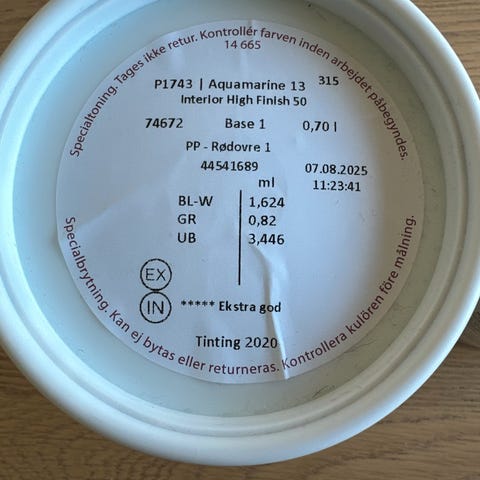 Specialtoning. Tages ikke retur. Kontrollér farven inden arbejdet påbegyndes.
14 665
P1743 | Aquamarine 13 315
Interior High Finish 50
74672 Base 1 0,70 l
PP - Rødovre 1
44541689 07.08.2025
11:23:41
ml
BL-W 1,624
GR 0,82
UB 3,446
EX
IN ***** Ekstra god
Tinting 2020
Specialbrytning. Kan ej bytas eller returneras. Kontrollera kulören före målning.